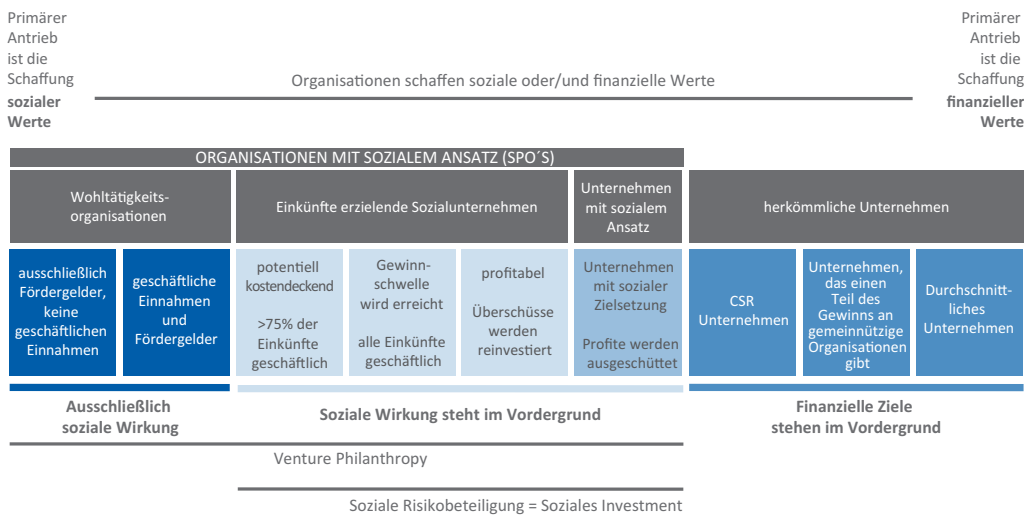 Primärer
Antrieb
ist die
Schaffung
sozialer
Werte
Organisationen schaffen soziale oder/und finanzielle Werte
Primärer
Antrieb
ist die
Schaffung
finanzieller
Werte
ORGANISATIONEN MIT SOZIALEM ANSATZ (SPO´S)
Wohltätigkeits-
organisationen
Einkünfte erzielende Sozialunternehmen
Unternehmen
mit sozialem
Ansatz
herkömmliche Unternehmen
ausschließlich
Fördergelder,
keine
geschäftlichen
Einnahmen
geschäftliche
Einnahmen
und
Fördergelder
potentiell
kostendeckend
>75% der
Einkünfte
geschäftlich
Gewinn-
schwelle
wird erreicht
alle Einkünfte
geschäftlich
profitabel
Überschüsse
werden
reinvestiert
Unternehmen
mit sozialer
Zielsetzung
Profite werden
ausgeschüttet
CSR
Unternehmen
Unternehmen,
das einen
Teil des
Gewinns an
gemeinnützige
Organisationen
gibt
Durchschnitt-
liches
Unternehmen
Ausschließlich
soziale Wirkung
Soziale Wirkung steht im Vordergrund
Finanzielle Ziele
stehen im Vordergrund
Venture Philanthropy
Soziale Risikobeteiligung = Soziales Investment